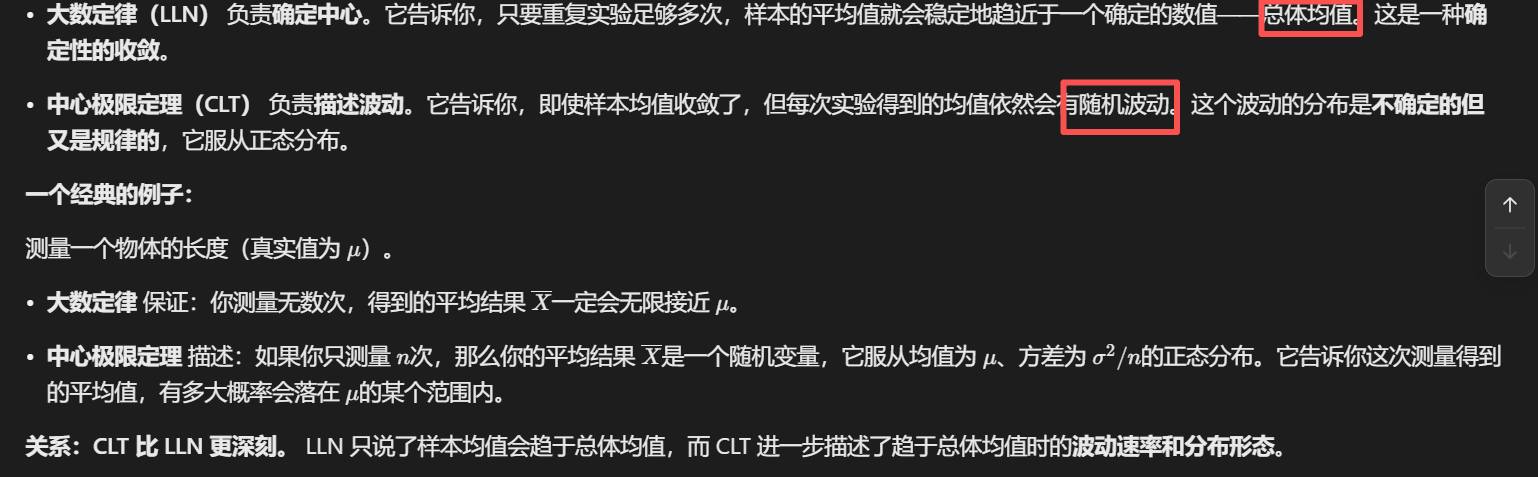 • 大数定律（LLN） 负责确定中心。它告诉你，只要重复实验足够多次，样本的平均值就会稳定地趋近于一个确定的数值——总体均值。这是一种确
定性的收敛。
• 中心极限定理（CLT） 负责描述波动。它告诉你，即使样本均值收敛了，但每次实验得到的均值依然会有随机波动。这个波动的分布是不确定的但
又是规律的，它服从正态分布。
一个经典的例子：
测量一个物体的长度（真实值为 μ）。
• 大数定律 保证：你测量无数次，得到的平均结果 X̅一定会无限接近 μ。
• 中心极限定理 描述：如果你只测量 n次，那么你的平均结果 X̅是一个随机变量，它服从均值为 μ、方差为 σ²/n的正态分布。它告诉你这次测量得到
的平均值，有多大概率会落在 μ的某个范围内。
关系：CLT 比 LLN 更深刻。 LLN 只说了样本均值会趋于总体均值，而 CLT 进一步描述了趋于总体均值时的波动速率和分布形态。